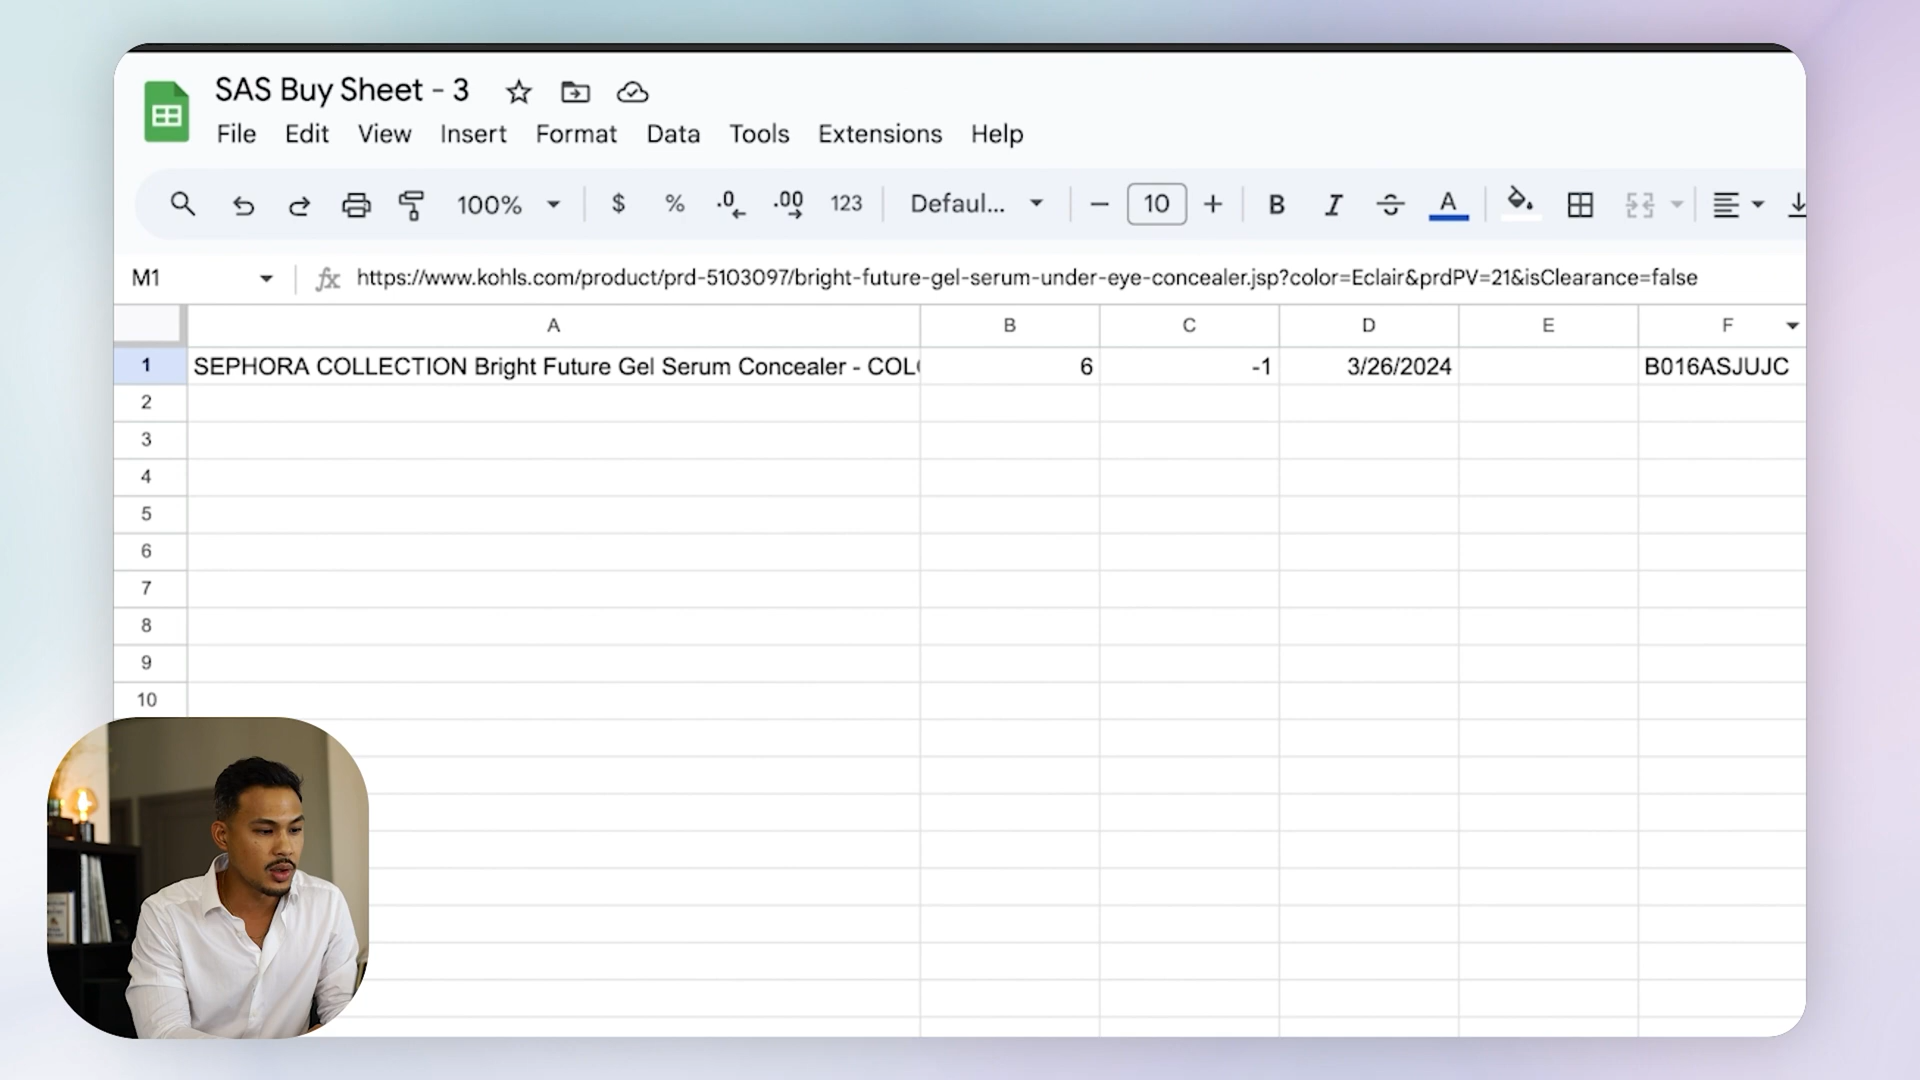 SAS Buy Sheet - 3
File Edit View Insert Format Data Tools Extensions Help
100% $ % .0 .00 123 Defaul... − 10 + B I S A
M1 fx https://www.kohls.com/product/prd-5103097/bright-future-gel-serum-under-eye-concealer.jsp?color=Eclair&prdPV=21&isClearance=false
A B C D E F
1 SEPHORA COLLECTION Bright Future Gel Serum Concealer - COL 6 -1 3/26/2024 B016ASJUJC
2
3
4
5
6
7
8
9
10